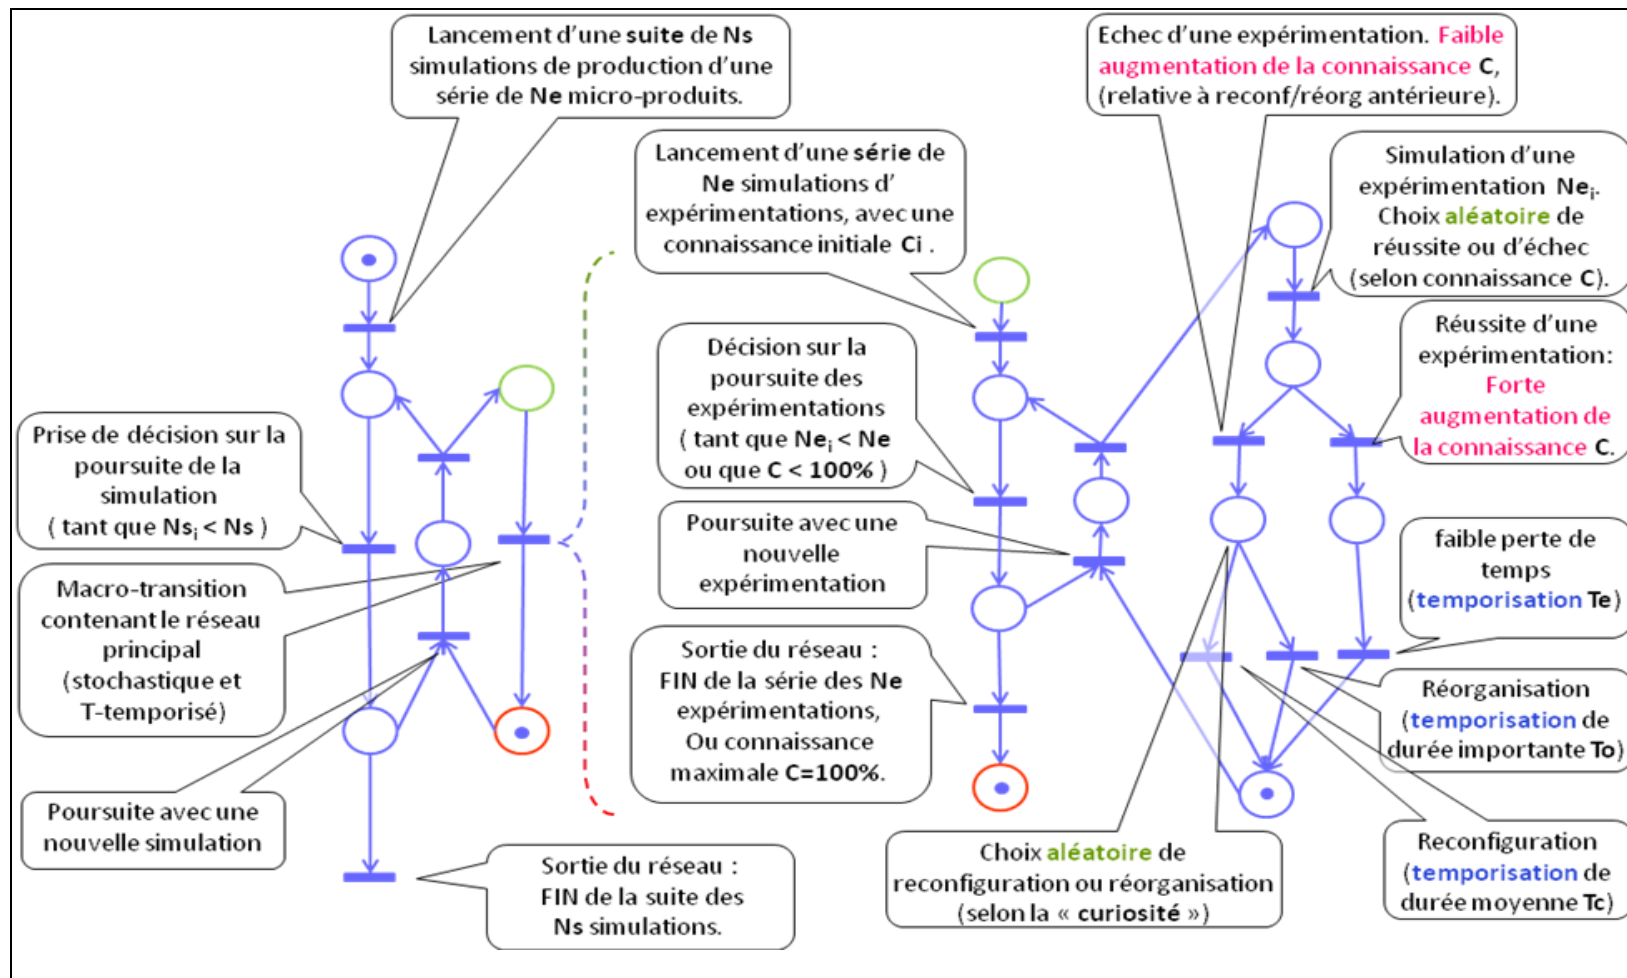 Lancement d'une suite de Ns
simulations de production d'une
série de Ne micro-produits.
Echec d'une expérimentation. Faible
augmentation de la connaissance C,
(relative à reconf/réorg antérieure).
Lancement d'une série de
Ne simulations d'
expérimentations, avec une
connaissance initiale Ci .
Simulation d'une
expérimentation Nei.
Choix aléatoire de
réussite ou d'échec
(selon connaissance C).
Décision sur la
poursuite des
expérimentations
( tant que Nei < Ne
ou que C < 100% )
Réussite d'une
expérimentation:
Forte
augmentation de
la connaissance C.
Prise de décision sur la
poursuite de la
simulation
( tant que Nsi < Ns )
Poursuite avec une
nouvelle
expérimentation
faible perte de
temps
(temporisation Te)
Macro-transition
contenant le réseau
principal
(stochastique et
T-temporisé)
Sortie du réseau :
FIN de la série des Ne
expérimentations,
Ou connaissance
maximale C=100%.
Réorganisation
(temporisation de
durée importante To)
Poursuite avec une
nouvelle simulation
Sortie du réseau :
FIN de la suite des
Ns simulations.
Choix aléatoire de
reconfiguration ou réorganisation
(selon la « curiosité »)
Reconfiguration
(temporisation de
durée moyenne Tc)